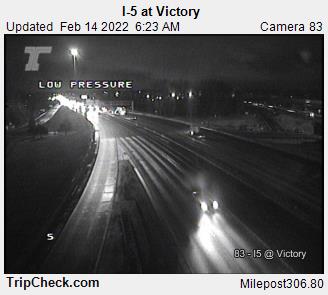 I-5 at Victory
Updated Feb 14 2022 6:23 AM Camera 83
T
LOW PRESSURE
S
83 - I5 @ Victory
TripCheck.com Milepost306.80